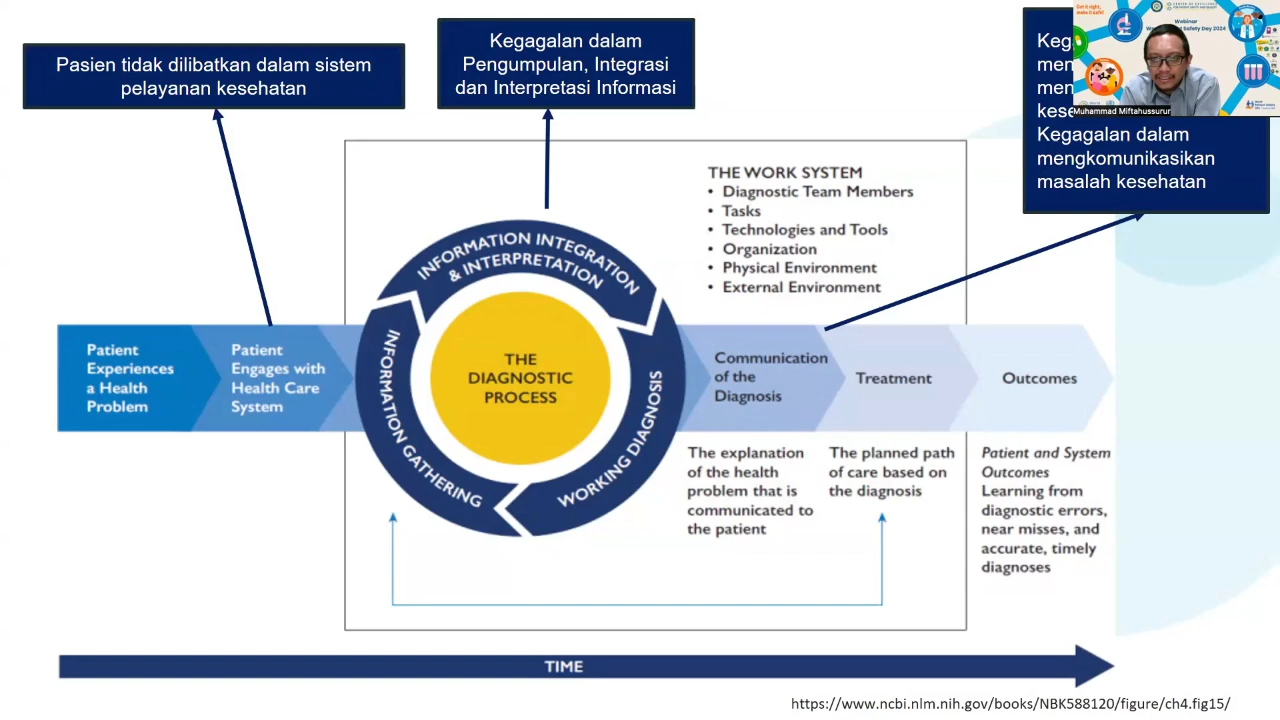 Pasien tidak dilibatkan dalam sistem
pelayanan kesehatan
Kegagalan dalam
Pengumpulan, Integrasi
dan Interpretasi Informasi
Kegagalan dalam
mengkomunikasikan
masalah kesehatan
Get it right,
make it safe!
Webinar
Safety Day 2024
Muhammad Miftahussurur
THE WORK SYSTEM
• Diagnostic Team Members
• Tasks
• Technologies and Tools
• Organization
• Physical Environment
• External Environment
INFORMATION INTEGRATION
& INTERPRETATION
INFORMATION GATHERING
WORKING DIAGNOSIS
THE
DIAGNOSTIC
PROCESS
Patient
Experiences
a Health
Problem
Patient
Engages with
Health Care
System
Communication
of the
Diagnosis
Treatment
Outcomes
The explanation
of the health
problem that is
communicated to
the patient
The planned path
of care based on
the diagnosis
Patient and System
Outcomes
Learning from
diagnostic errors,
near misses, and
accurate, timely
diagnoses
TIME
https://www.ncbi.nlm.nih.gov/books/NBK588120/figure/ch4.fig15/